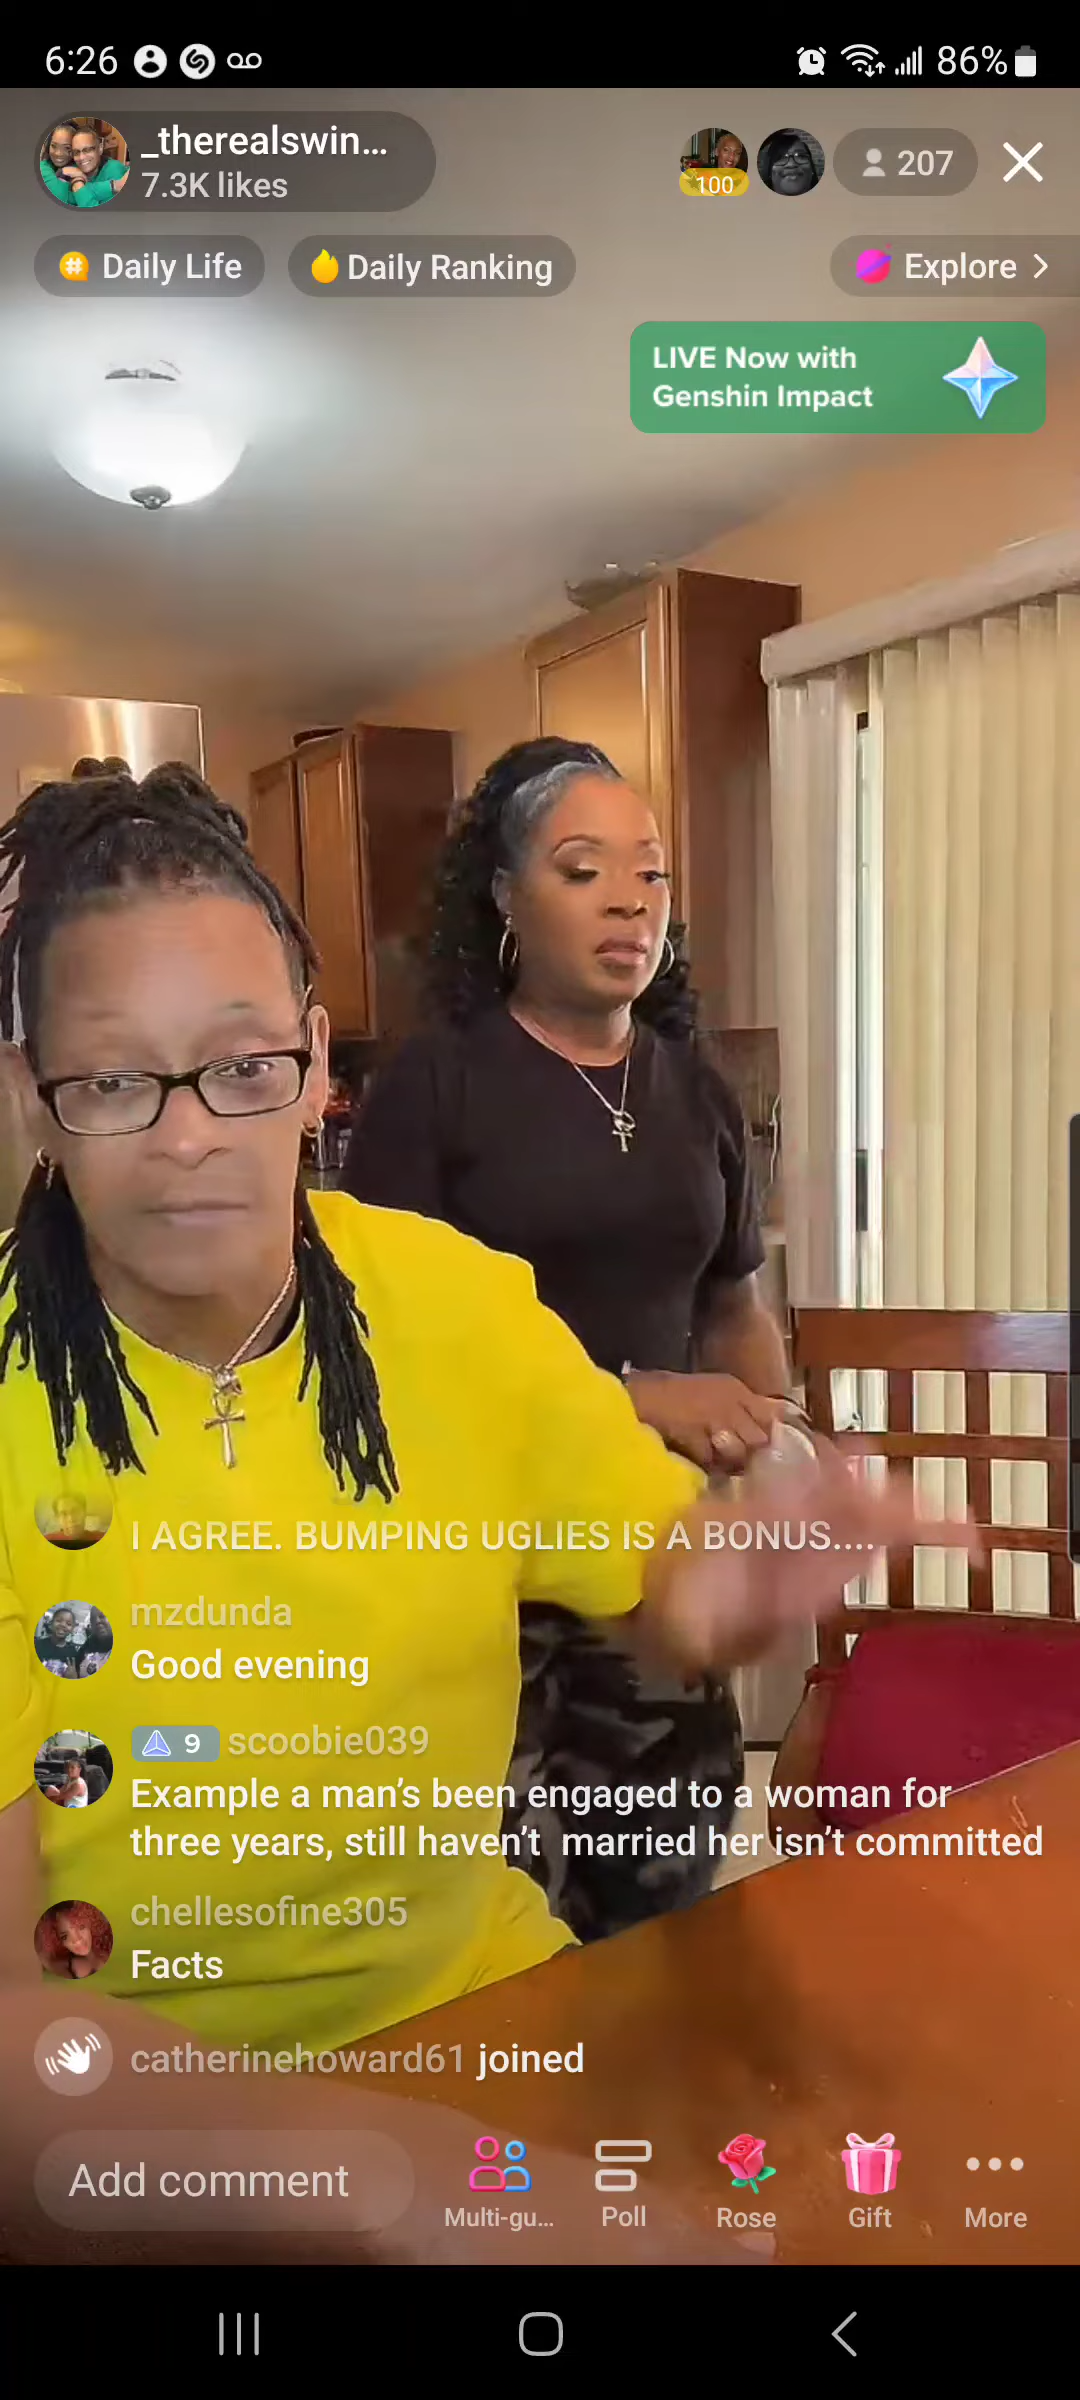 6:26
86%
_therealswin...
7.3K likes
100
207
Daily Life
Daily Ranking
Explore
LIVE Now with
Genshin Impact
I AGREE. BUMPING UGLIES IS A BONUS....
mzdunda
Good evening
9 scoobie039
Example a man’s been engaged to a woman for
three years, still haven’t married her isn’t committed
chellesofine305
Facts
catherinehoward61 joined
Add comment
Multi-gu...
Poll
Rose
Gift
More